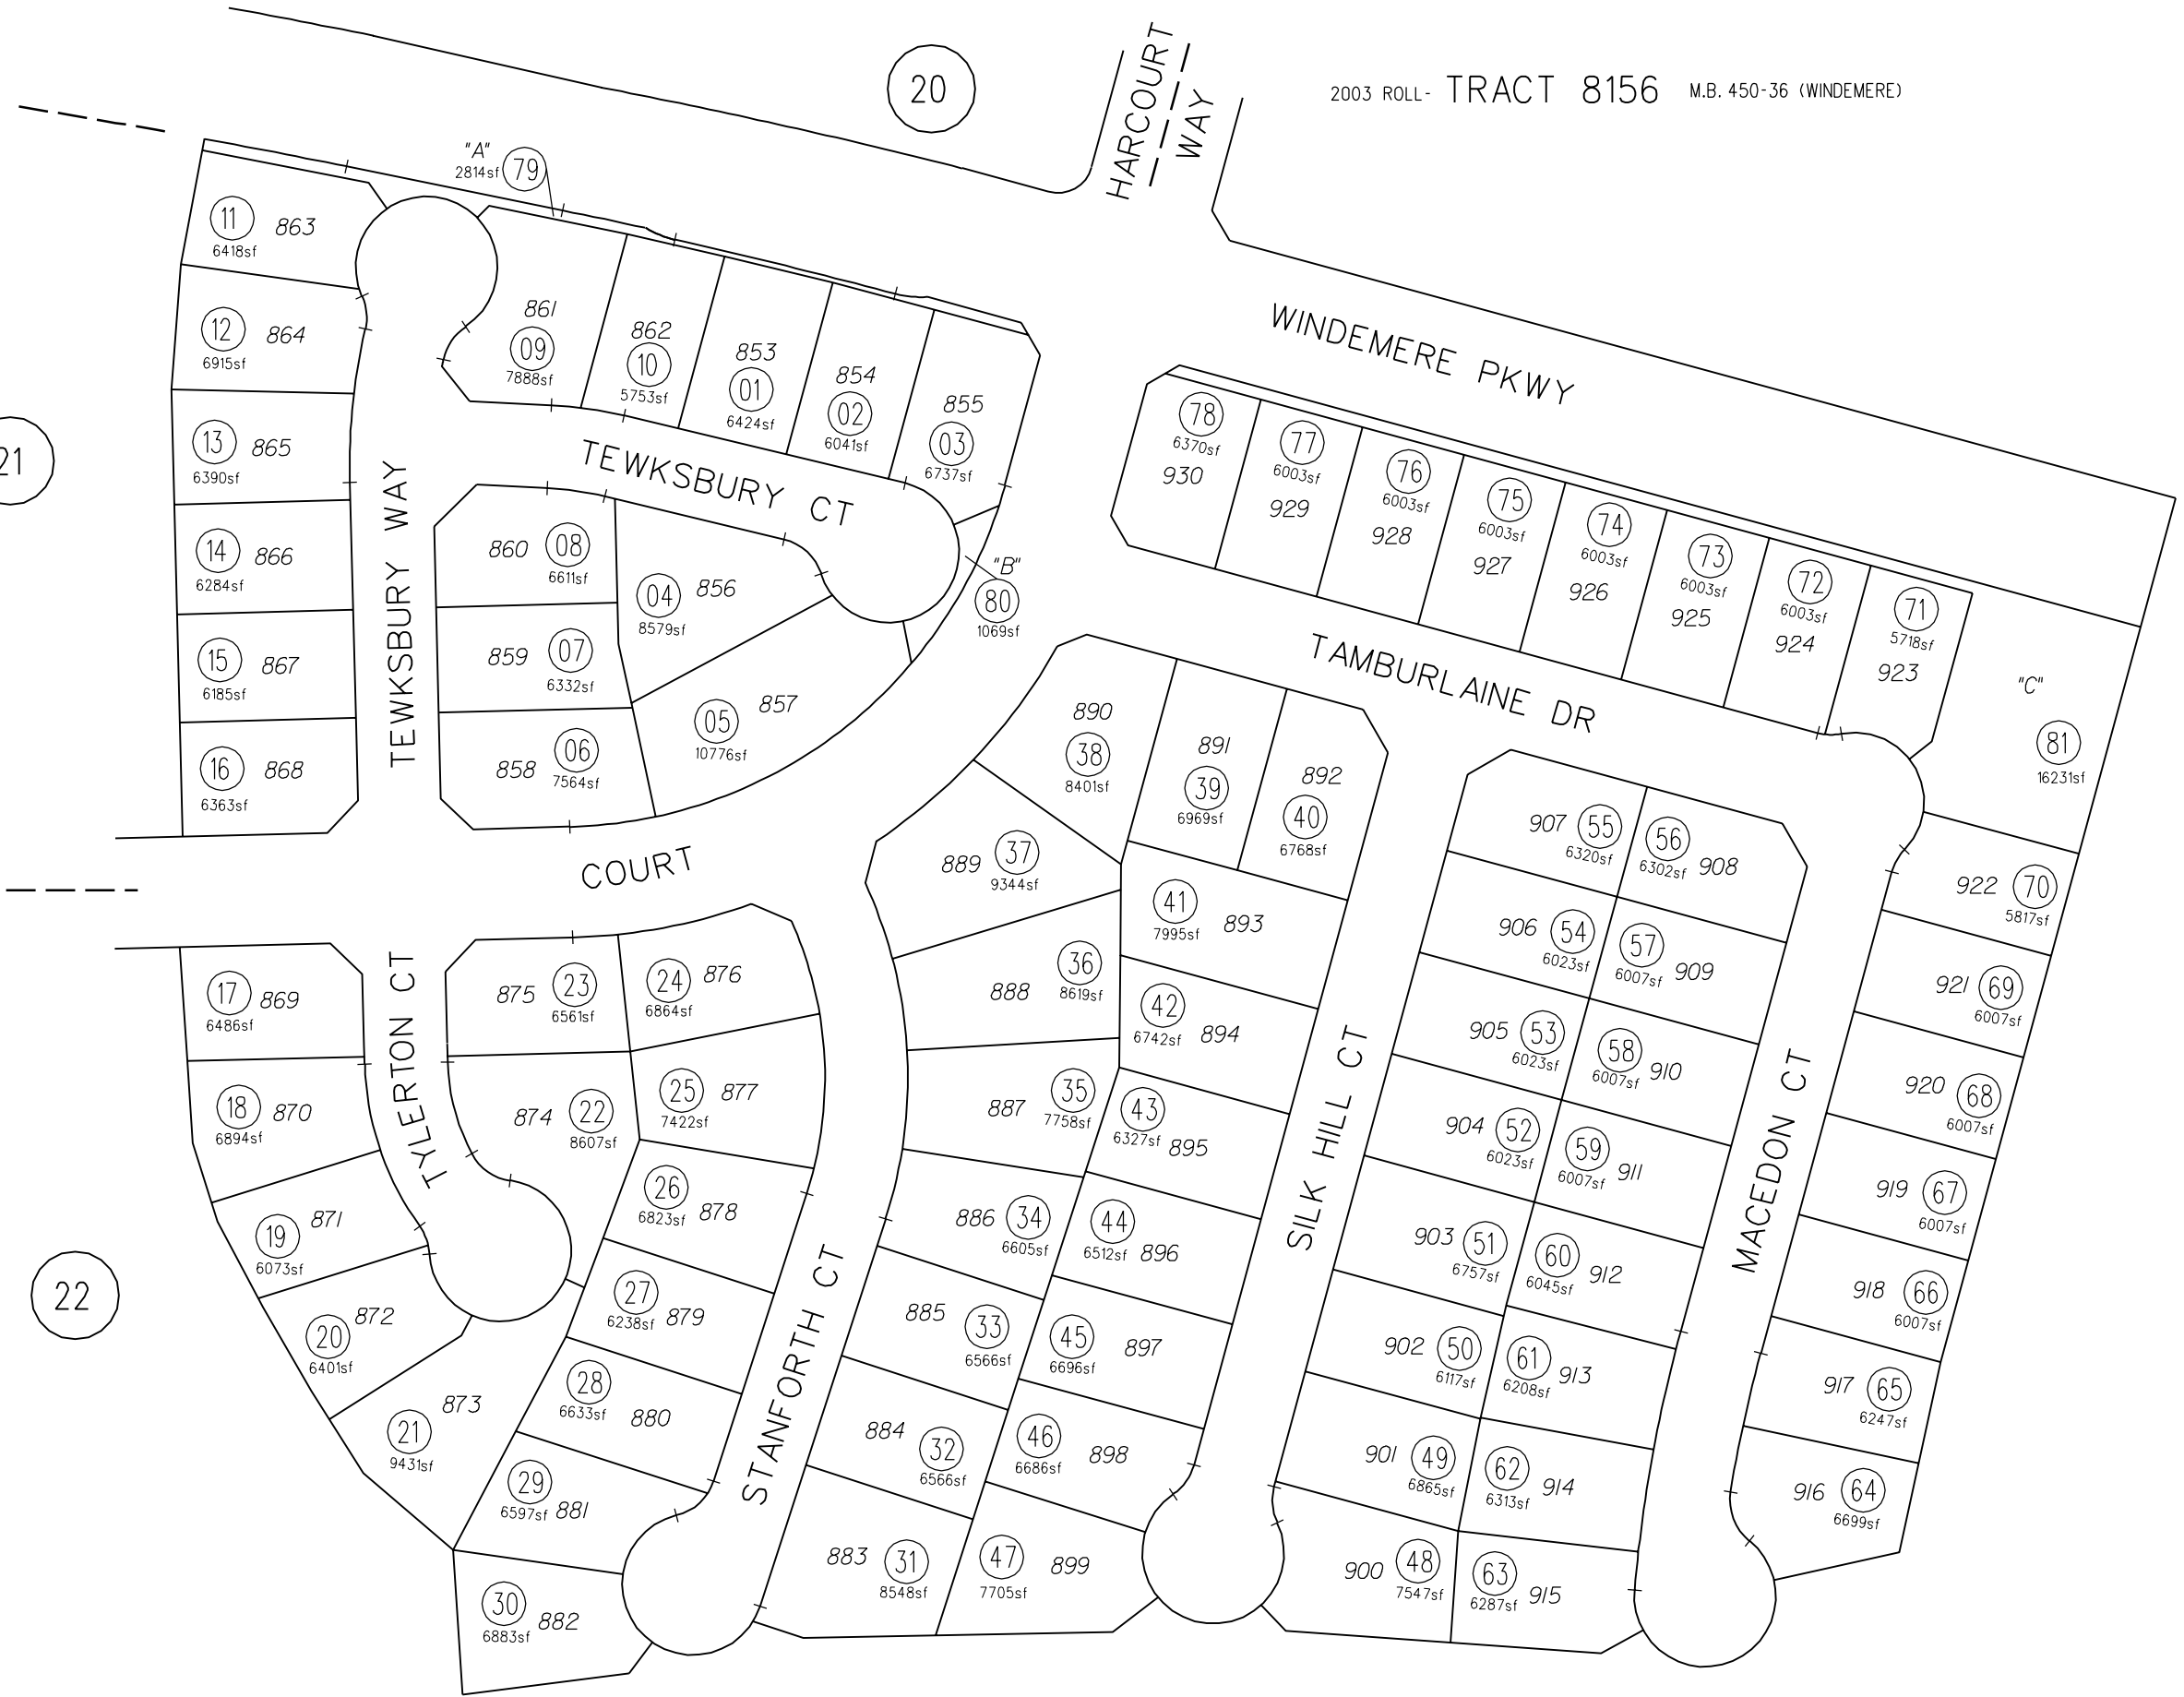 20
HARCOURT
WAY
2003 ROLL- TRACT 8156 M.B. 450-36 (WINDEMERE)
"A"
2814sf 79
11 863
6418sf
12 864
6915sf
13 865
6390sf
14 866
6284sf
15 867
6185sf
16 868
6363sf
21
TEWKSBURY WAY
861
09
7888sf
862
10
5753sf
853
01
6424sf
854
02
6041sf
855
03
6737sf
TEWKSBURY CT
860 08
6611sf
859 07
6332sf
858 06
7564sf
04 856
8579sf
05 857
10776sf
"B"
80
1069sf
WINDEMERE PKWY
78
6370sf
930
77
6003sf
929
76
6003sf
928
75
6003sf
927
74
6003sf
926
73
6003sf
925
72
6003sf
924
71
5718sf
923
"C"
81
16231sf
TAMBURLAINE DR
COURT
17 869
6486sf
18 870
6894sf
19 871
6073sf
20 872
6401sf
21 873
9431sf
22
TYLERTON CT
875 23
6561sf
874 22
8607sf
24 876
6864sf
25 877
7422sf
26 878
6823sf
27 879
6238sf
28 880
6633sf
29 881
6597sf
30 882
6883sf
STANFORTH CT
890
38
8401sf
891
39
6969sf
892
40
6768sf
889 37
9344sf
888 36
8619sf
887 35
7758sf
886 34
6605sf
885 33
6566sf
884 32
6566sf
883 31
8548sf
41 893
7995sf
42 894
6742sf
43 895
6327sf
44 896
6512sf
45 897
6696sf
46 898
6686sf
47 899
7705sf
SILK HILL CT
907 55
6320sf
906 54
6023sf
905 53
6023sf
904 52
6023sf
903 51
6757sf
902 50
6117sf
901 49
6865sf
900 48
7547sf
56 908
6302sf
57 909
6007sf
58 910
6007sf
59 911
6007sf
60 912
6045sf
61 913
6208sf
62 914
6313sf
63 915
6287sf
MACEDON CT
922 70
5817sf
921 69
6007sf
920 68
6007sf
919 67
6007sf
918 66
6007sf
917 65
6247sf
916 64
6699sf